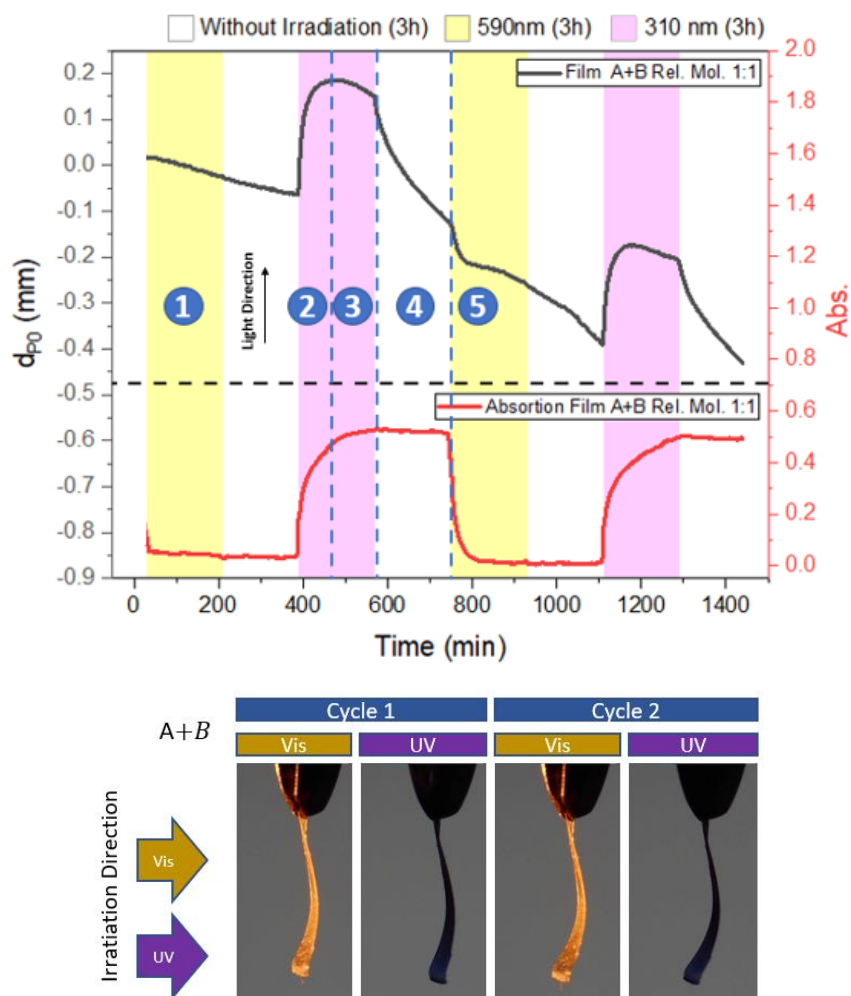 Without Irradiation (3h) 590nm (3h) 310 nm (3h)
Film A+B Rel. Mol. 1:1
0.2
0.1
0.0
-0.1
-0.2
-0.3
-0.4
-0.5
-0.6
-0.7
-0.8
-0.9
d_P0 (mm)
Light Direction
1 2 3 4 5
Absortion Film A+B Rel. Mol. 1:1
2.0
1.8
1.6
1.4
1.2
1.0
0.8
0.6
0.4
0.2
0.0
Abs.
0 200 400 600 800 1000 1200 1400
Time (min)
A+B
Cycle 1 Cycle 2
Vis UV Vis UV
Irratiation Direction
Vis
UV